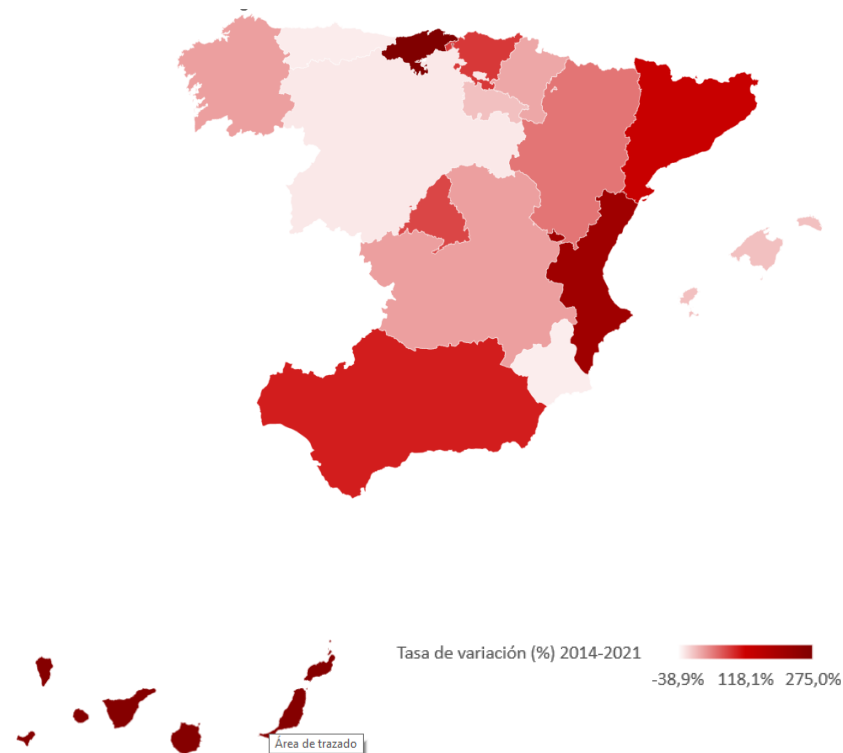 Tasa de variación (%) 2014-2021
-38,9% 118,1% 275,0%
Área de trazado